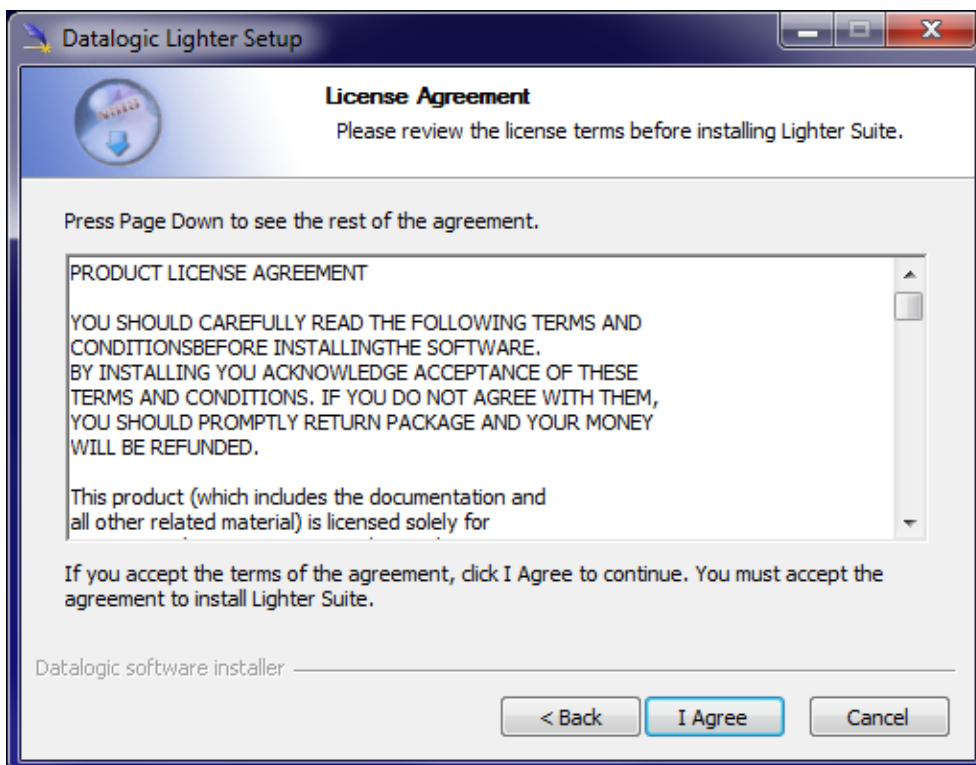 Datalogic Lighter Setup
License Agreement
Please review the license terms before installing Lighter Suite.
Press Page Down to see the rest of the agreement.
PRODUCT LICENSE AGREEMENT
YOU SHOULD CAREFULLY READ THE FOLLOWING TERMS AND
CONDITIONSBEFORE INSTALLINGTHE SOFTWARE.
BY INSTALLING YOU ACKNOWLEDGE ACCEPTANCE OF THESE
TERMS AND CONDITIONS. IF YOU DO NOT AGREE WITH THEM,
YOU SHOULD PROMPTLY RETURN PACKAGE AND YOUR MONEY
WILL BE REFUNDED.
This product (which includes the documentation and
all other related material) is licensed solely for
If you accept the terms of the agreement, click I Agree to continue. You must accept the
agreement to install Lighter Suite.
Datalogic software installer
< Back
I Agree
Cancel